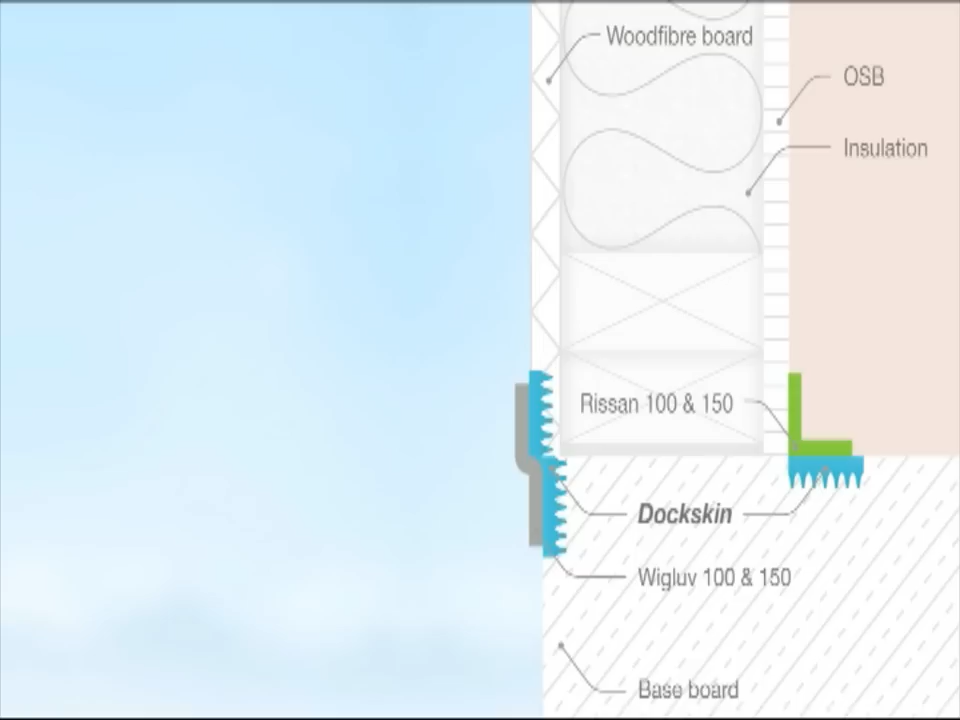 Woodfibre board
OSB
Insulation
Rissan 100 & 150
Dockskin
Wigluv 100 & 150
Base board